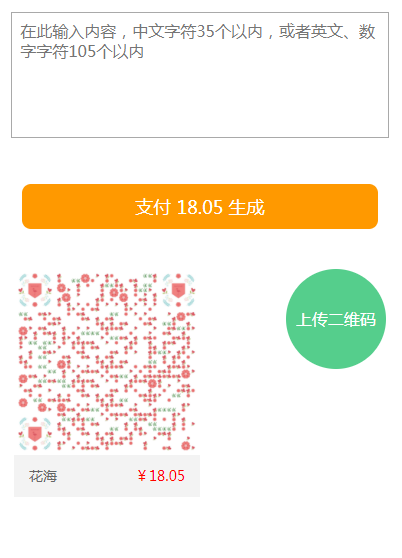 在此输入内容，中文字符35个以内，或者英文、数
字字符105个以内
支付 18.05 生成
上传二维码
花海
￥18.05